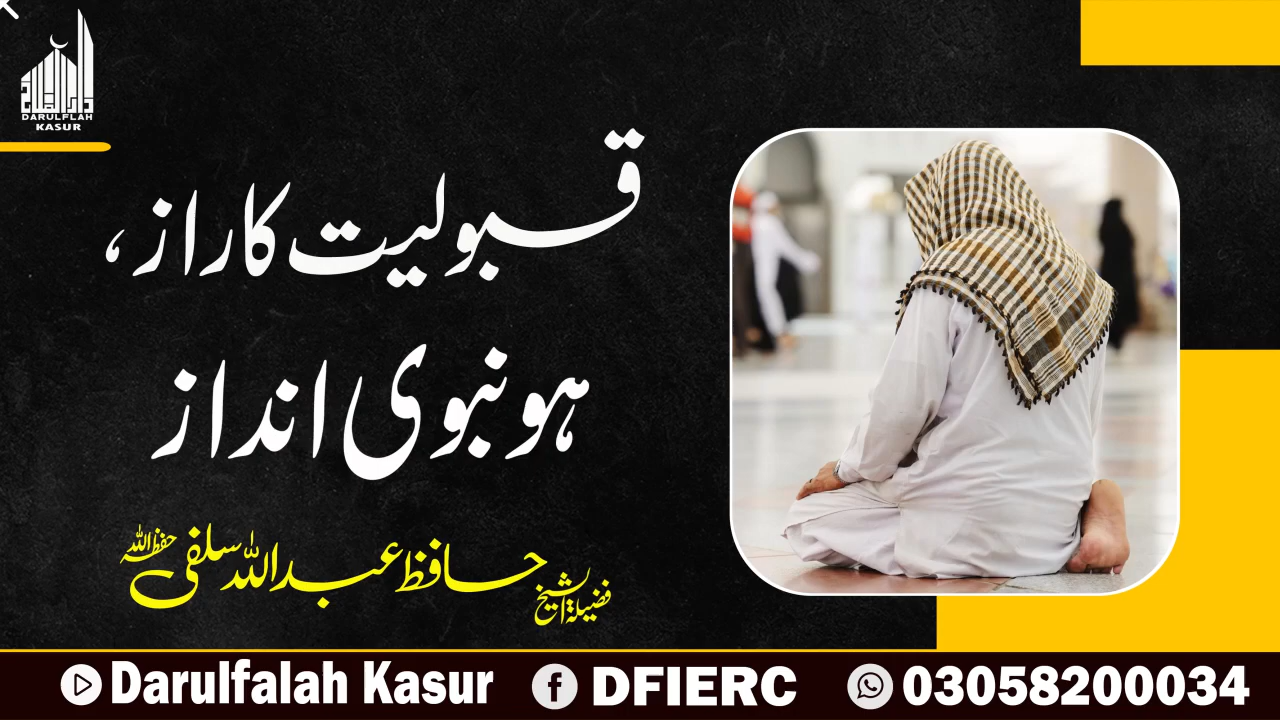 دارالفلاح
DARULFLAH
KASUR
قبولیت کا راز ،
ہو نبوی انداز
فضیلۃ الشیخ حافظ عبداللہ سلفی حفظہ اللہ
Darulfalah Kasur
DFIERC
03058200034